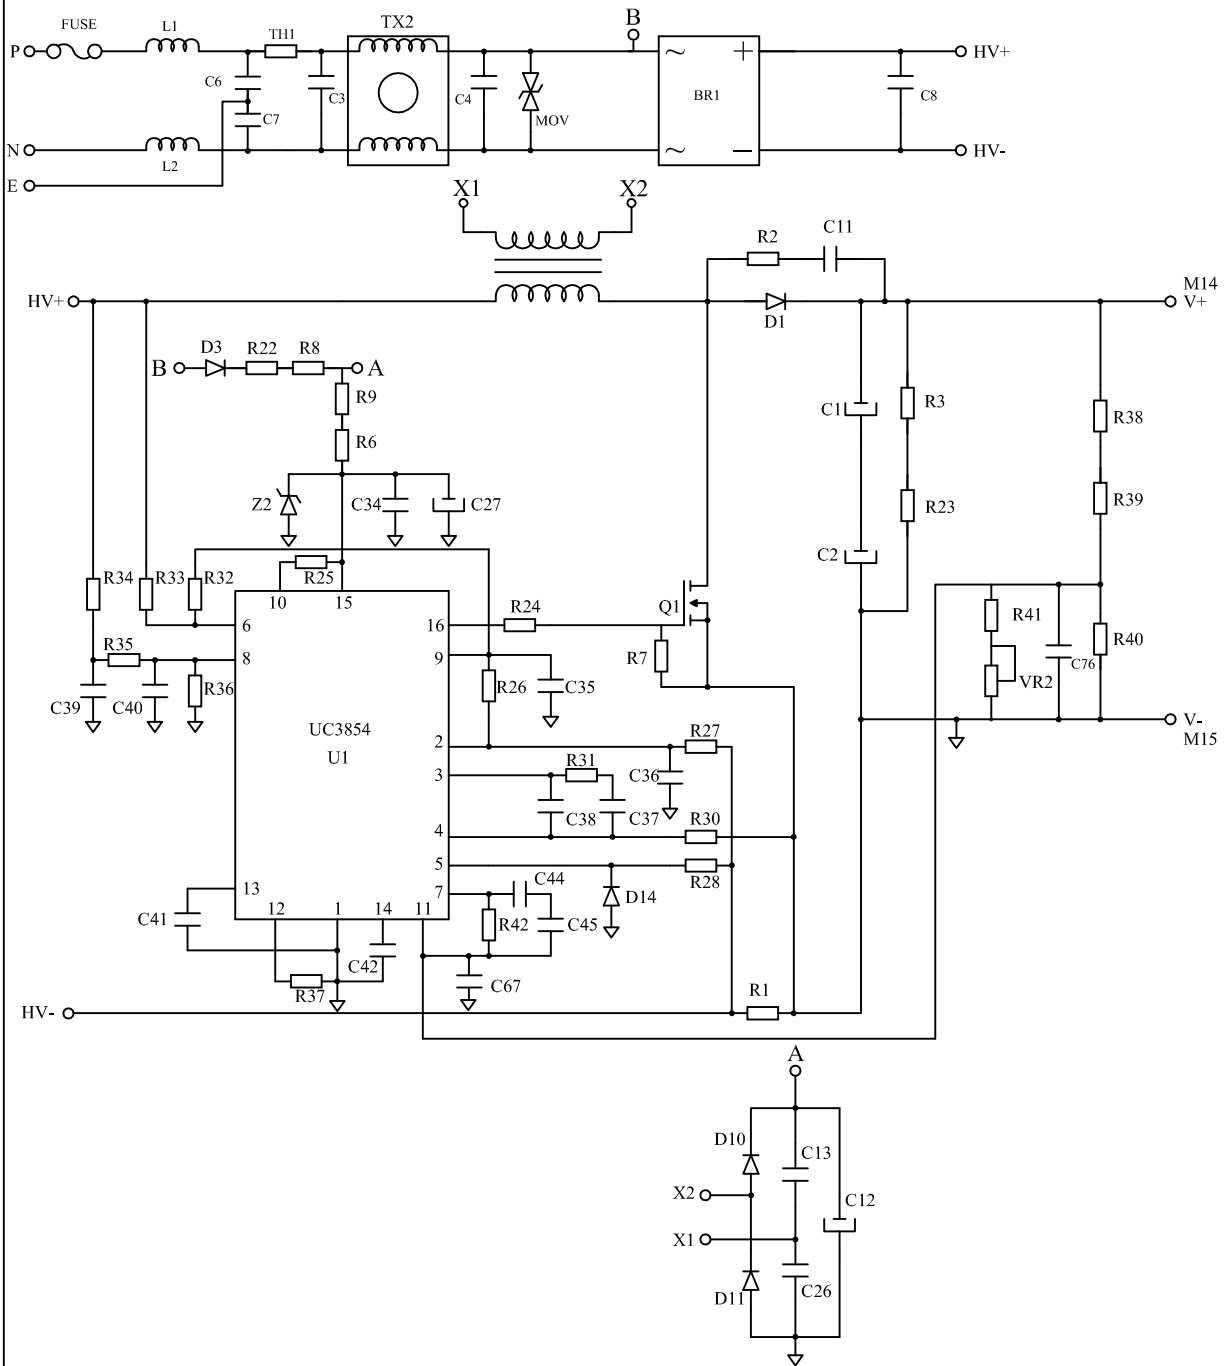 FUSE L1 TH1 TX2 B
P C6 C3 C4 MOV ~ + BR1 C8 HV+
C7
N L2 ~ — HV-
E
X1 X2
R2 C11
HV+ D1 M14
V+
B D3 R22 R8 A
R9 C1 R3 R38
R6
Z2 C34 C27 R23 R39
C2
R34 R33 R32 R25
10 15
6 16 R24 Q1 R41 R40
R35 8 9 R7 C76
R36 R26 C35 VR2
C39 C40
UC3854
U1
2 R27 V-
M15
3 R31 C36
C38 C37
4 R30
5 R28
D14
13 7 C44
C41 12 1 14 11 R42 C45
C42
R37 C67
HV- R1
A
D10 C13
X2 C12
X1
D11 C26